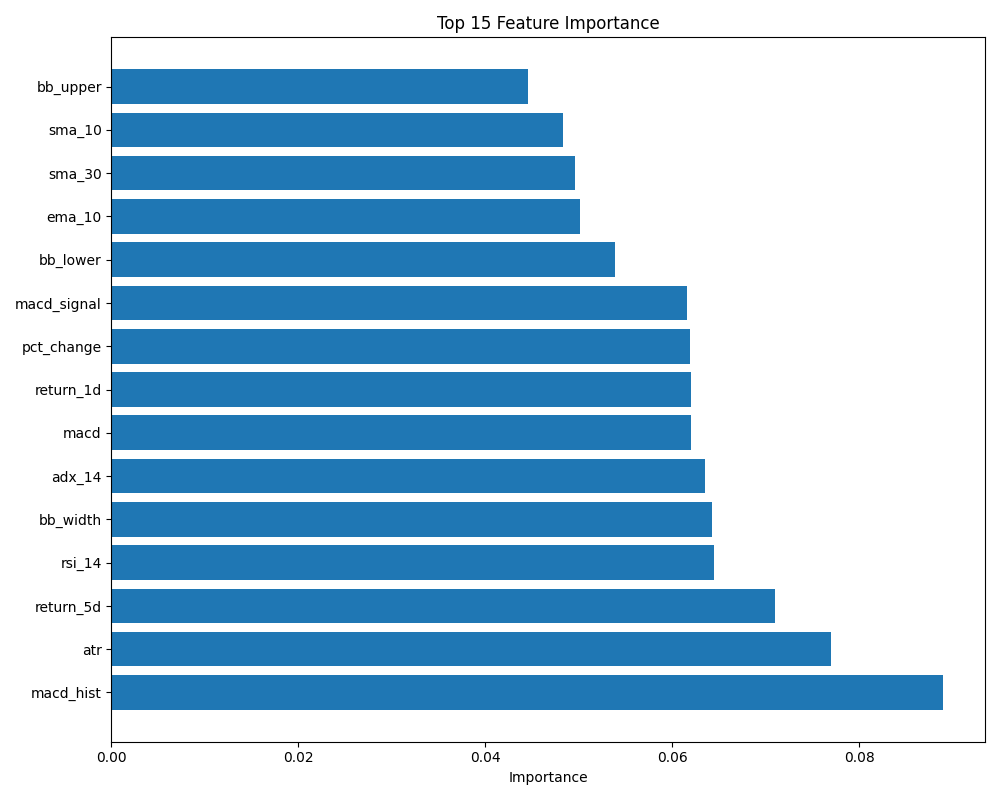 Top 15 Feature Importance
bb_upper
sma_10
sma_30
ema_10
bb_lower
macd_signal
pct_change
return_1d
macd
adx_14
bb_width
rsi_14
return_5d
atr
macd_hist
0.00 0.02 0.04 0.06 0.08
Importance